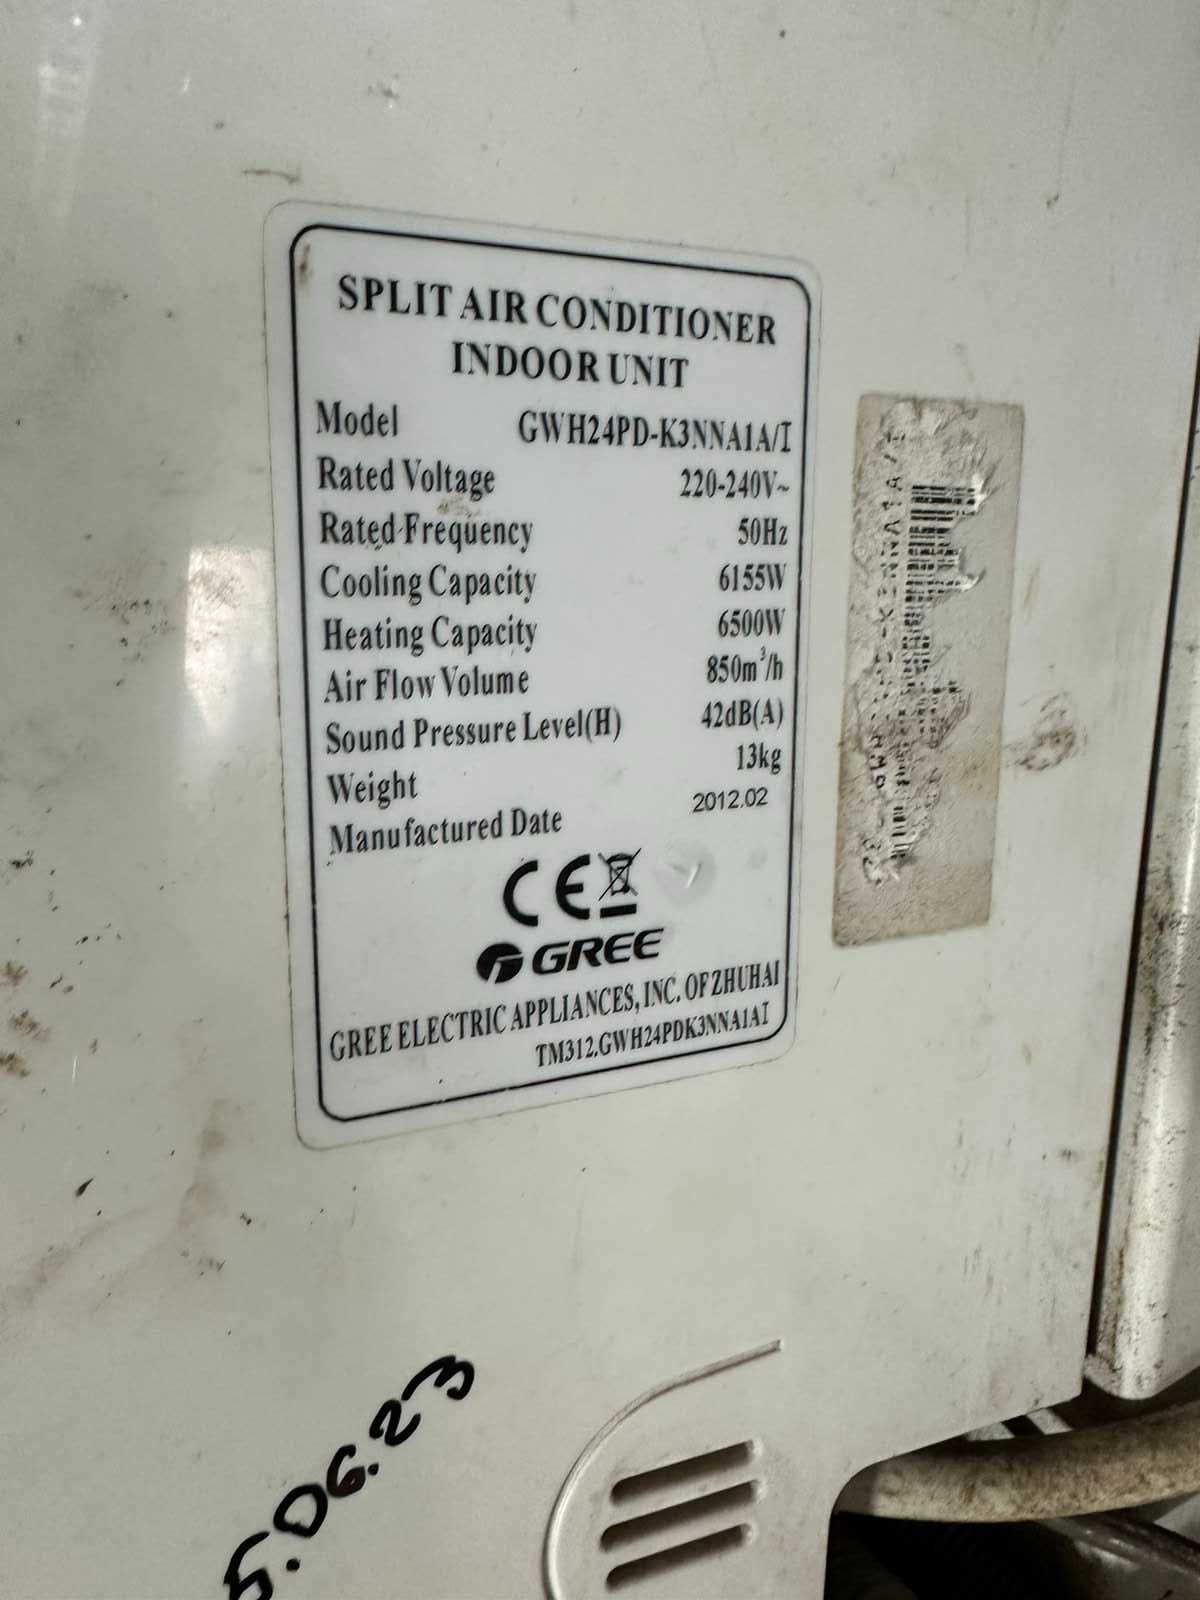 SPLIT AIR CONDITIONER
INDOOR UNIT
Model GWH24PD-K3NNA1A/I
Rated Voltage 220-240V~
Rated Frequency 50Hz
Cooling Capacity 6155W
Heating Capacity 6500W
Air Flow Volume 850m³/h
Sound Pressure Level(H) 42dB(A)
Weight 13kg
Manufactured Date 2012.02
CE
GREE
GREE ELECTRIC APPLIANCES, INC. OF ZHUHAI
TM312.GWH24PDK3NNA1AI
5.06.23